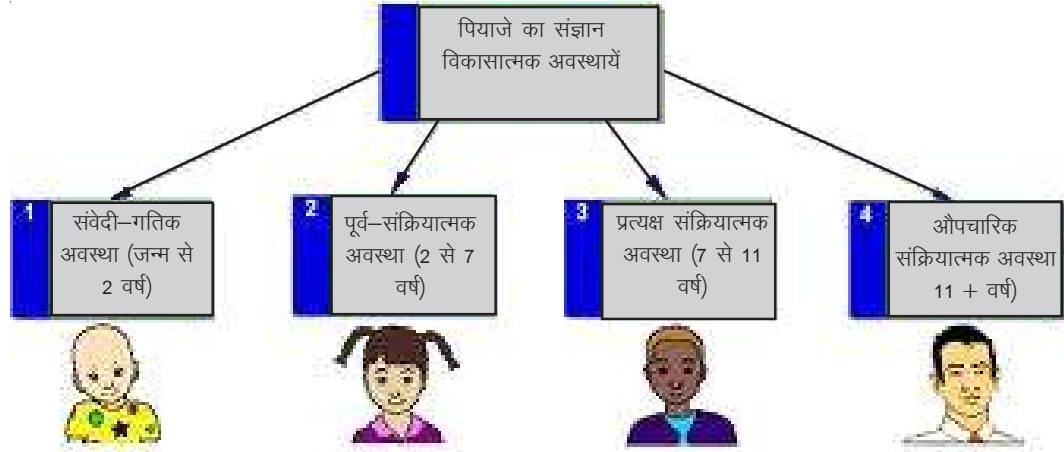 पियाजे का संज्ञान
विकासात्मक अवस्थायें
1
संवेदी–गतिक
अवस्था (जन्म से
2 वर्ष)
2
पूर्व–संक्रियात्मक
अवस्था (2 से 7
वर्ष)
3
प्रत्यक्ष संक्रियात्मक
अवस्था (7 से 11
वर्ष)
4
औपचारिक
संक्रियात्मक अवस्था
11 + वर्ष)